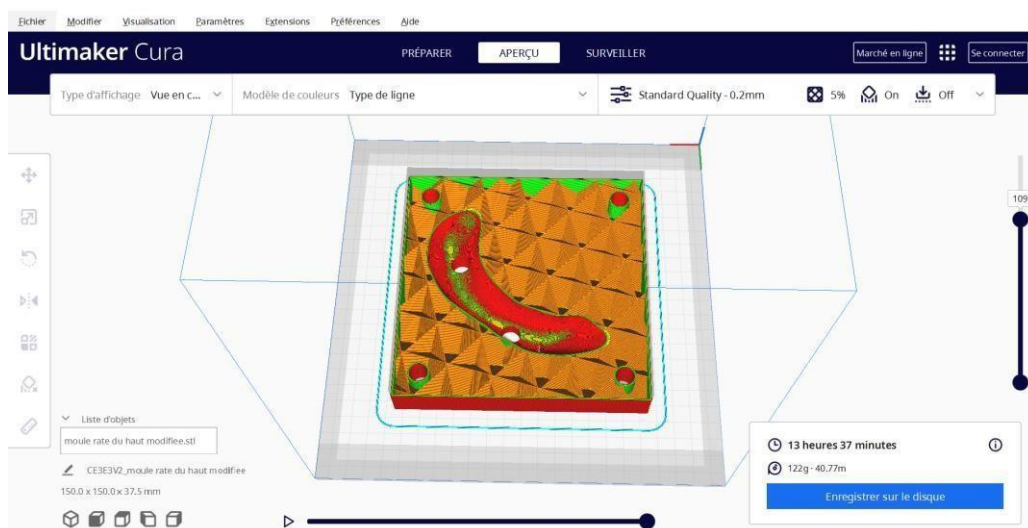 Fichier Modifier Visualisation Paramètres Extensions Préférences Aide
Ultimaker Cura PRÉPARER APERÇU SURVEILLER Marché en ligne Se connecter
Type d'affichage Vue en c... Modèle de couleurs Type de ligne Standard Quality - 0.2mm 5% On Off
109
Liste d'objets
moule rate du haut modifiee.stl
CE3E3V2_moule rate du haut modifiee
150.0 x 150.0 x 37.5 mm
13 heures 37 minutes
122g · 40.77m
Enregistrer sur le disque